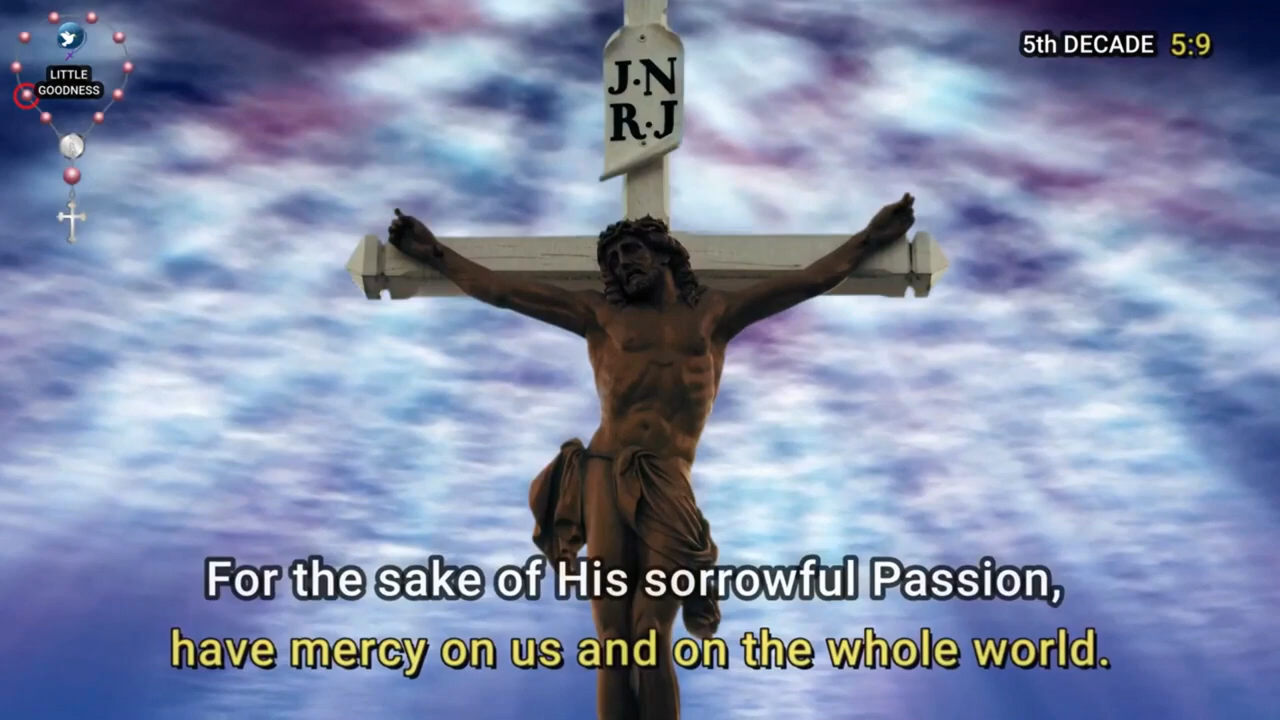 LITTLE
GOODNESS
5th DECADE 5:9
J·N
R·J
For the sake of His sorrowful Passion,
have mercy on us and on the whole world.